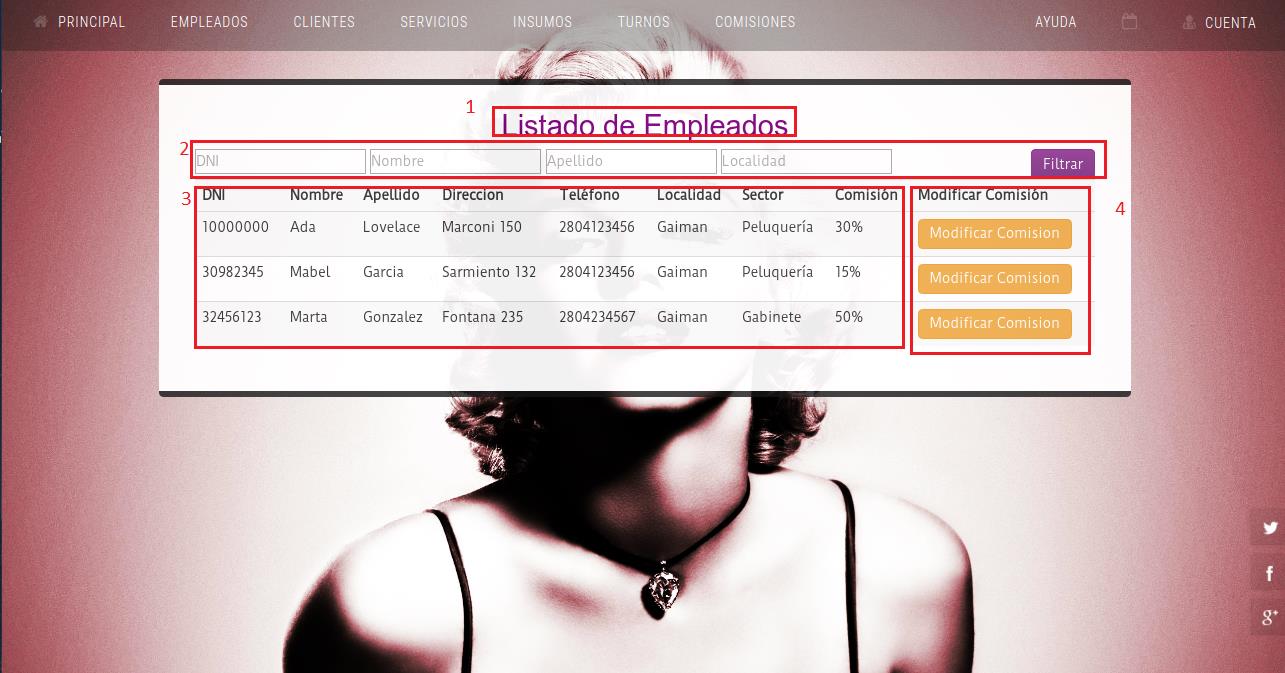 PRINCIPAL EMPLEADOS CLIENTES SERVICIOS INSUMOS TURNOS COMISIONES AYUDA CUENTA
1
Listado de Empleados
2
DNI Nombre Apellido Localidad Filtrar
3
DNI Nombre Apellido Direccion Teléfono Localidad Sector Comisión Modificar Comisión
4
10000000 Ada Lovelace Marconi 150 2804123456 Gaiman Peluquería 30% Modificar Comision
30982345 Mabel Garcia Sarmiento 132 2804123456 Gaiman Peluquería 15% Modificar Comision
32456123 Marta Gonzalez Fontana 235 2804234567 Gaiman Gabinete 50% Modificar Comision